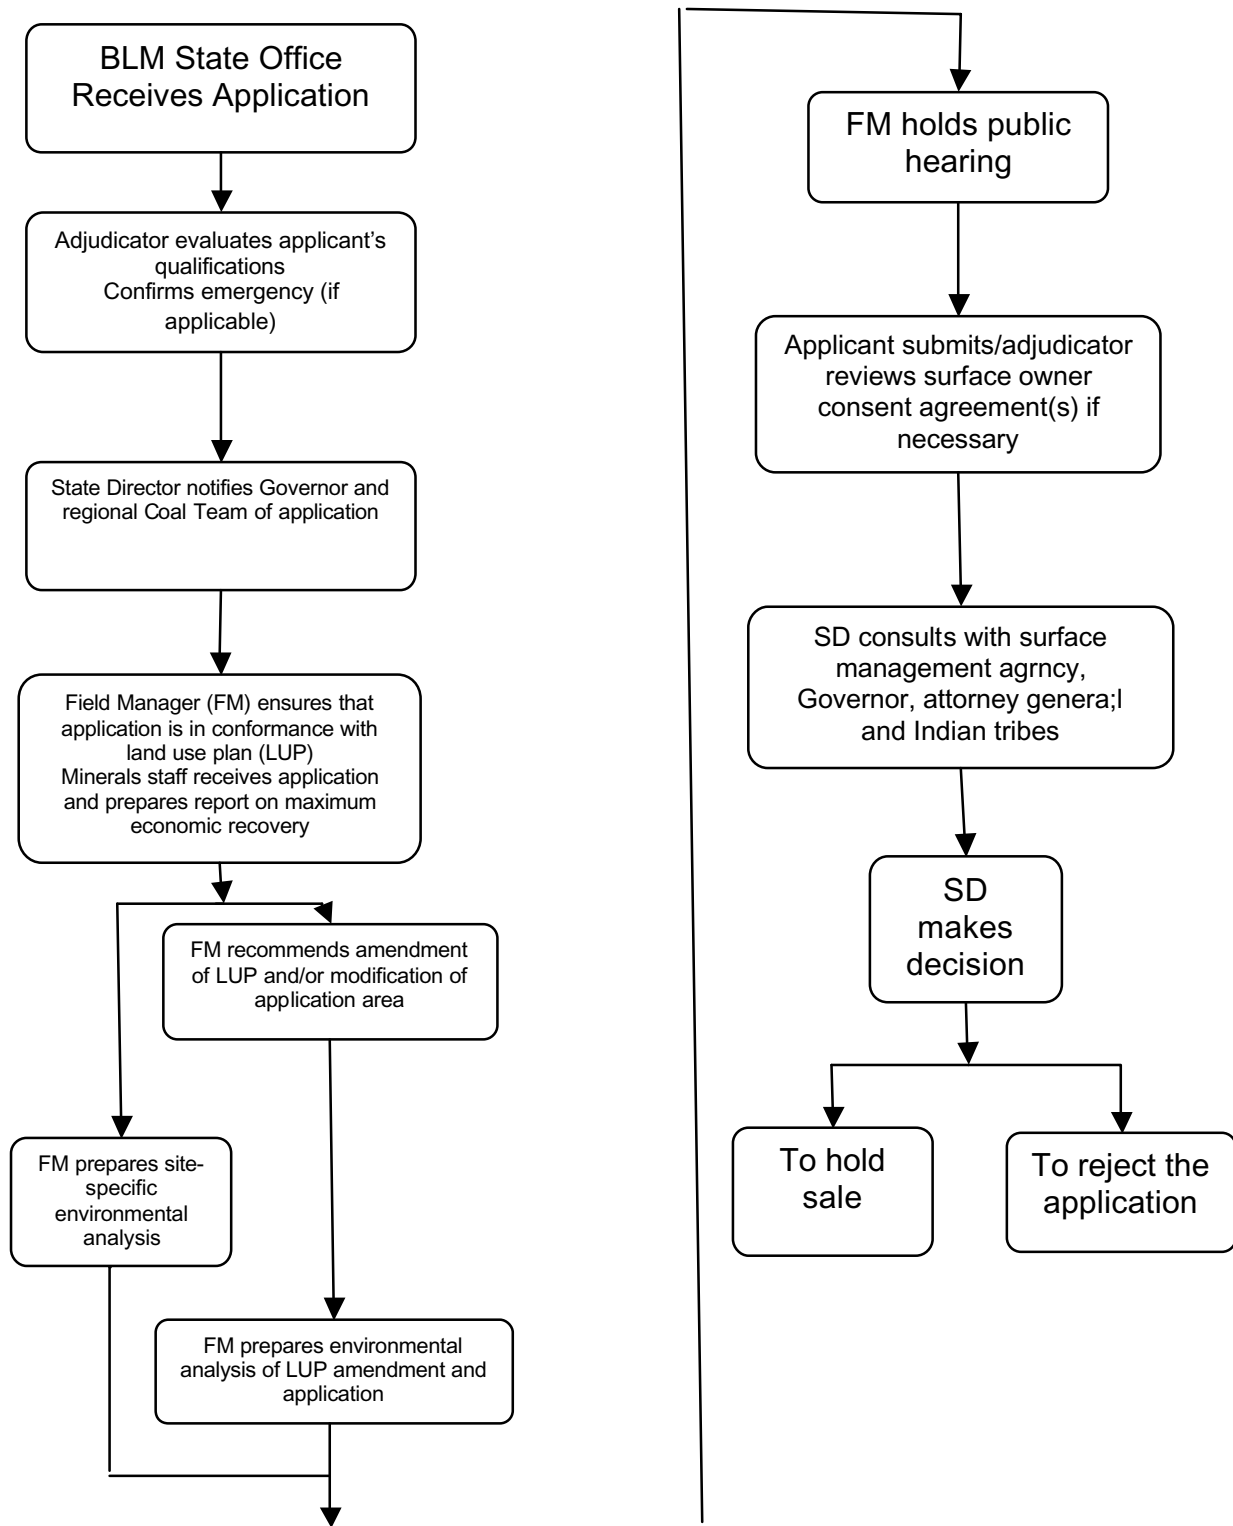 BLM State Office
Receives Application
Adjudicator evaluates applicant’s
qualifications
Confirms emergency (if
applicable)
State Director notifies Governor and
regional Coal Team of application
Field Manager (FM) ensures that
application is in conformance with
land use plan (LUP)
Minerals staff receives application
and prepares report on maximum
economic recovery
FM recommends amendment
of LUP and/or modification of
application area
FM prepares site-
specific
environmental
analysis
FM prepares environmental
analysis of LUP amendment and
application
FM holds public
hearing
Applicant submits/adjudicator
reviews surface owner
consent agreement(s) if
necessary
SD consults with surface
management agrncy,
Governor, attorney genera;l
and Indian tribes
SD
makes
decision
To hold
sale
To reject the
application